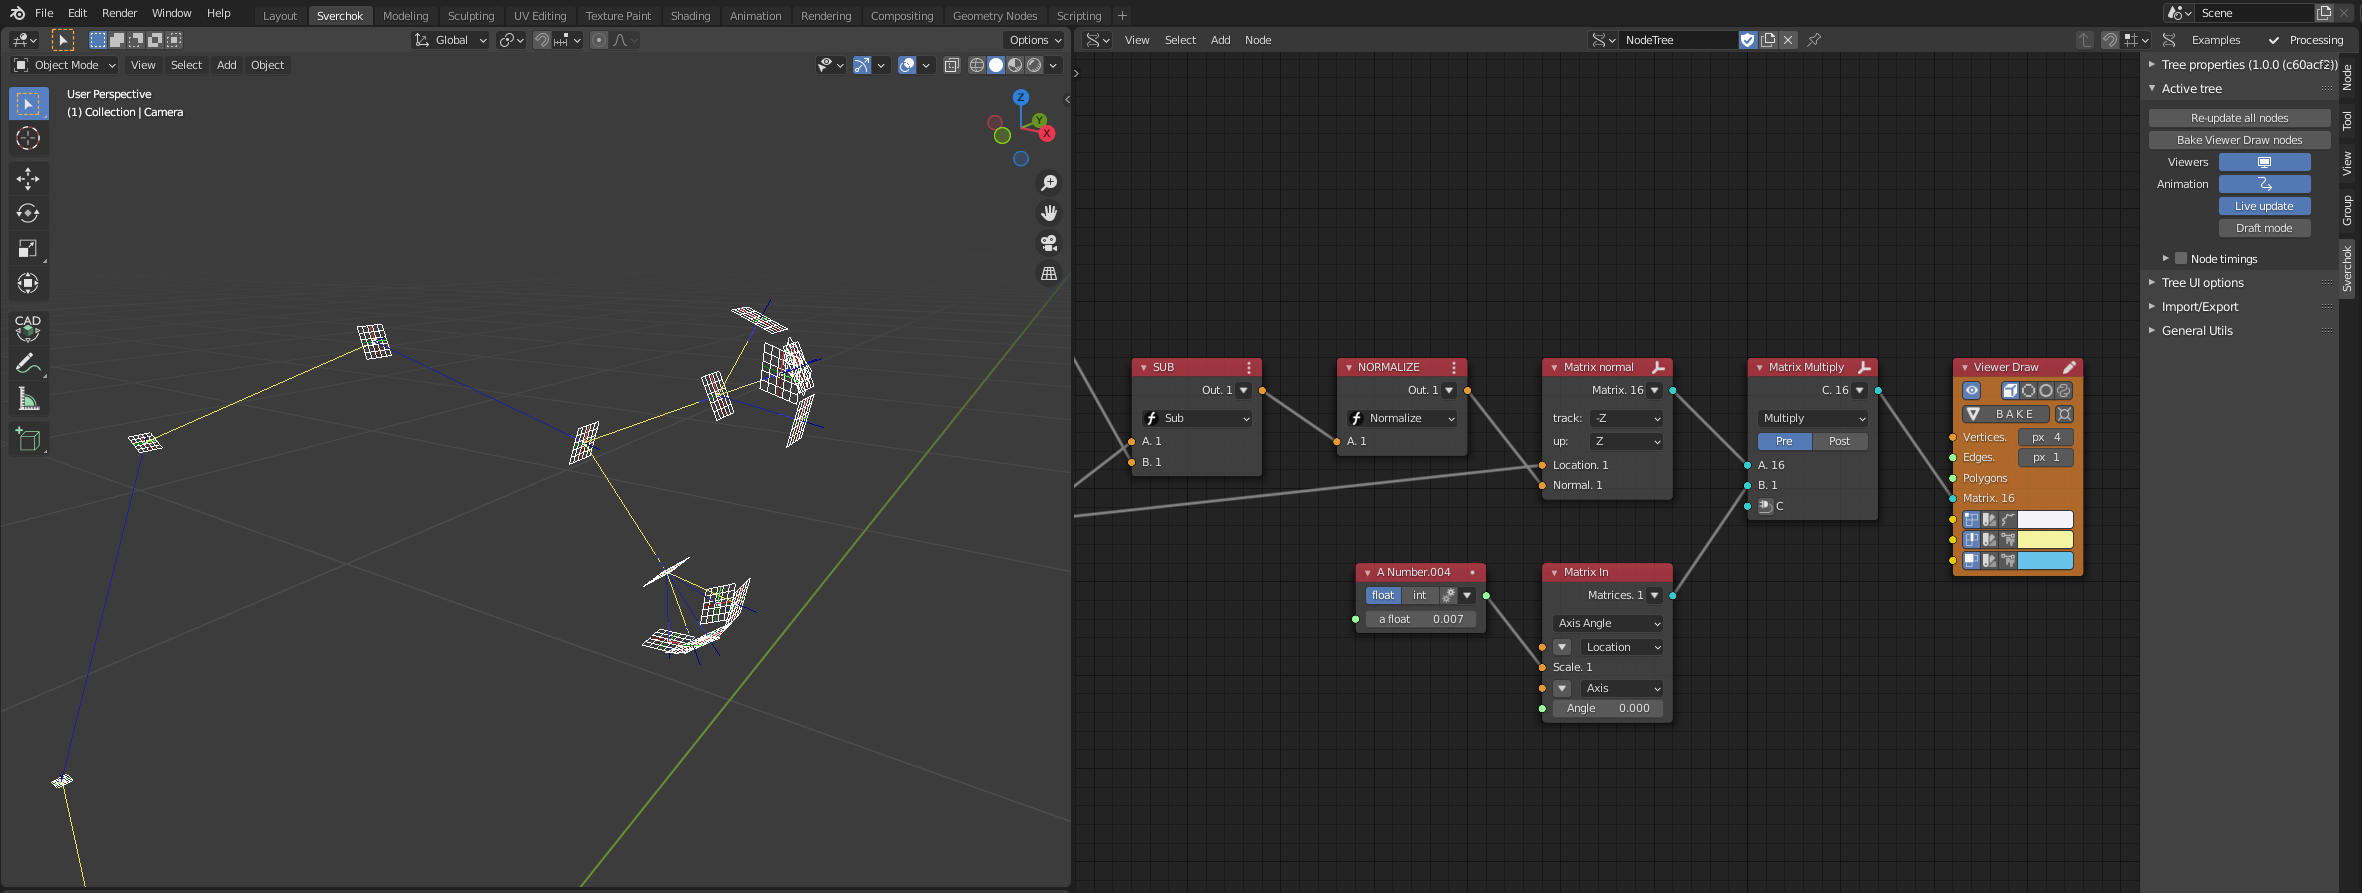 File Edit Render Window Help Layout Sverchok Modeling Sculpting UV Editing Texture Paint Shading Animation Rendering Compositing Geometry Nodes Scripting + Scene
Global Options
View Select Add Node NodeTree Examples Processing
Object Mode View Select Add Object
User Perspective
(1) Collection | Camera
Z
Y
X
CAD
SUB
Out. 1
Sub
A. 1
B. 1
NORMALIZE
Out. 1
Normalize
A. 1
Matrix normal
Matrix. 16
track: -Z
up: Z
Location. 1
Normal. 1
Matrix Multiply
C. 16
Multiply
Pre Post
A. 16
B. 1
C
Viewer Draw
BAKE
Vertices. px 4
Edges. px 1
Polygons
Matrix. 16
A Number.004
float int
a float 0.007
Matrix In
Matrices. 1
Axis Angle
Location
Scale. 1
Axis
Angle 0.000
Tree properties (1.0.0 (c60acf2))
Active tree
Re-update all nodes
Bake Viewer Draw nodes
Viewers
Animation
Live update
Draft mode
Node timings
Tree UI options
Import/Export
General Utils
Node
Tool
View
Group
Sverchok